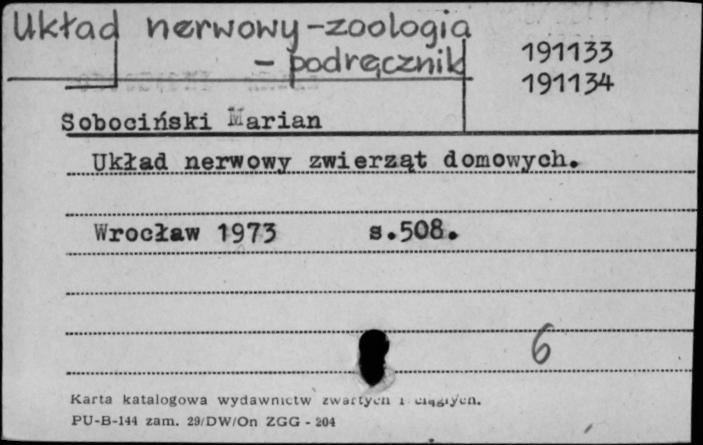 Układ nerwowy - zoologia
- podręcznik
191133
191134
Sobociński Marian
Układ nerwowy zwierząt domowych.
Wrocław 1973 s.508.
6
Karta katalogowa wydawnictw zwartych i ciągłych.
PU-B-144 zam. 29/DW/On ZGG - 204